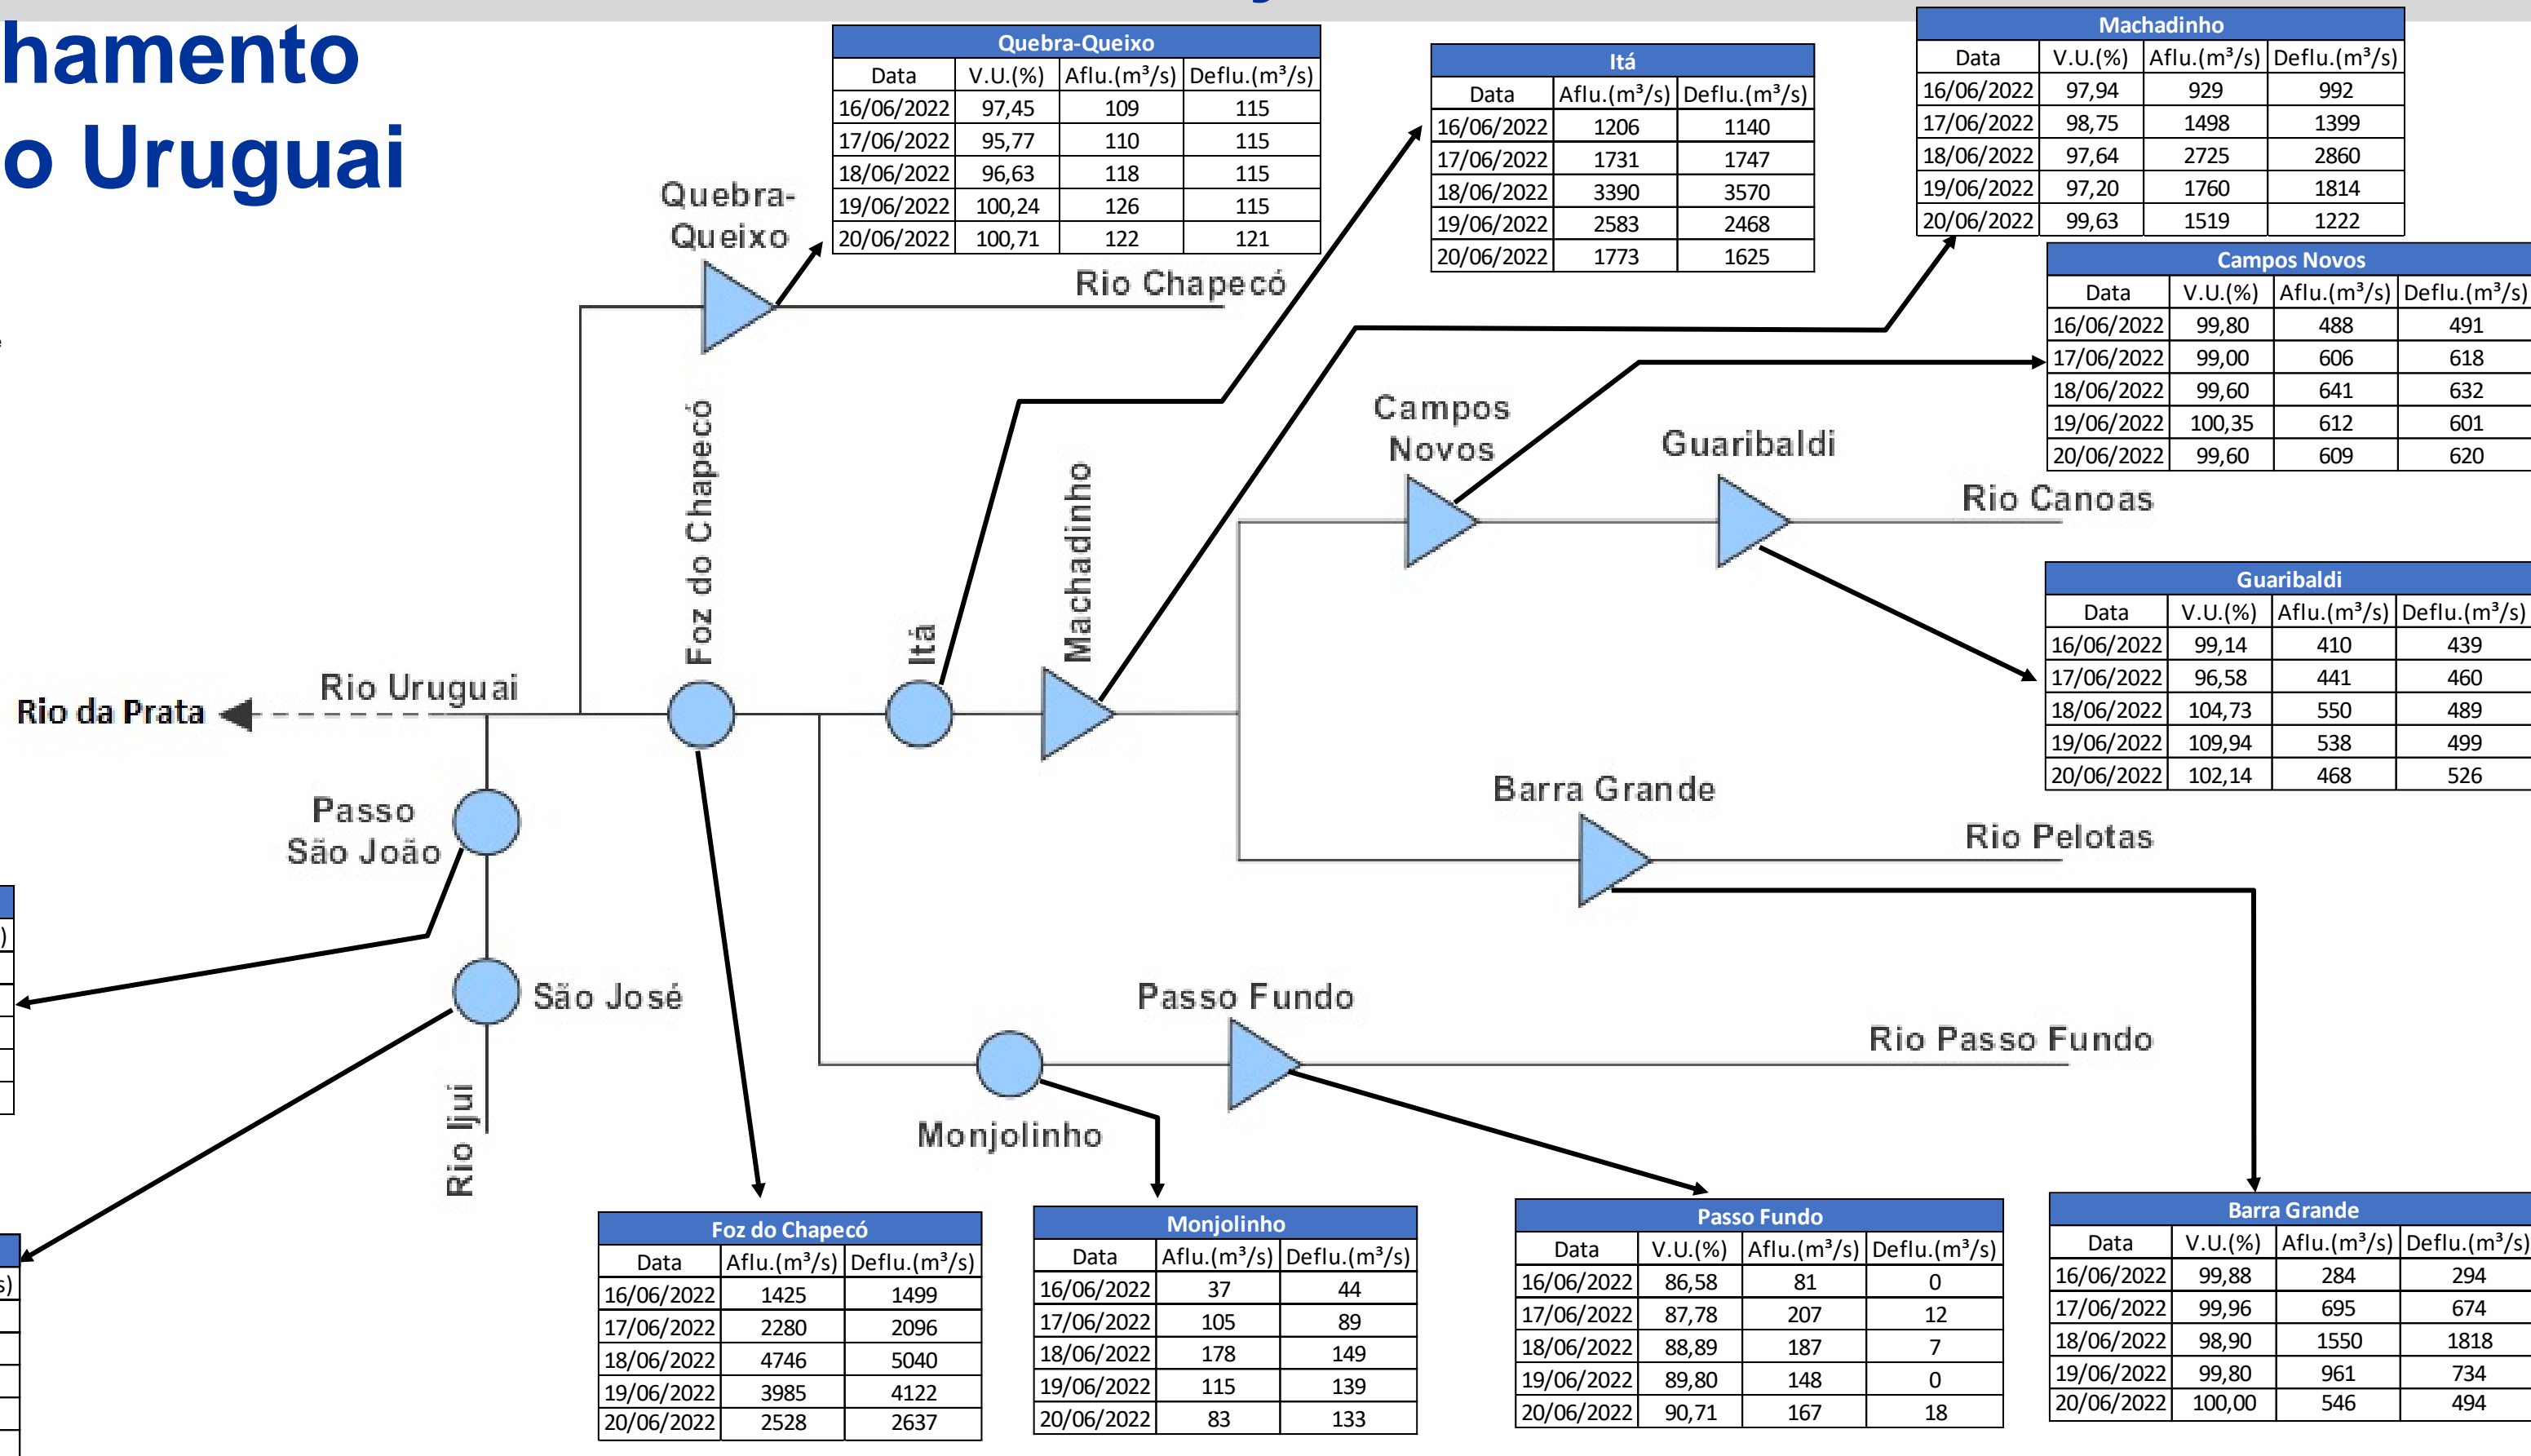 hamento
o Uruguai
Quebra-Queixo
Data V.U.(%) Aflu.(m³/s) Deflu.(m³/s)
16/06/2022 97,45 109 115
17/06/2022 95,77 110 115
18/06/2022 96,63 118 115
19/06/2022 100,24 126 115
20/06/2022 100,71 122 121
Itá
Data Aflu.(m³/s) Deflu.(m³/s)
16/06/2022 1206 1140
17/06/2022 1731 1747
18/06/2022 3390 3570
19/06/2022 2583 2468
20/06/2022 1773 1625
Machadinho
Data V.U.(%) Aflu.(m³/s) Deflu.(m³/s)
16/06/2022 97,94 929 992
17/06/2022 98,75 1498 1399
18/06/2022 97,64 2725 2860
19/06/2022 97,20 1760 1814
20/06/2022 99,63 1519 1222
Campos Novos
Data V.U.(%) Aflu.(m³/s) Deflu.(m³/s)
16/06/2022 99,80 488 491
17/06/2022 99,00 606 618
18/06/2022 99,60 641 632
19/06/2022 100,35 612 601
20/06/2022 99,60 609 620
Quebra-
Queixo
Rio Chapecó
Foz do Chapecó
Itá
Machadinho
Campos
Novos
Guaribaldi
Rio Canoas
Guaribaldi
Data V.U.(%) Aflu.(m³/s) Deflu.(m³/s)
16/06/2022 99,14 410 439
17/06/2022 96,58 441 460
18/06/2022 104,73 550 489
19/06/2022 109,94 538 499
20/06/2022 102,14 468 526
Rio da Prata
Rio Uruguai
Passo
São João
Barra Grande
Rio Pelotas
São José
Rio Ijui
Passo Fundo
Rio Passo Fundo
Monjolinho
Foz do Chapecó
Data Aflu.(m³/s) Deflu.(m³/s)
16/06/2022 1425 1499
17/06/2022 2280 2096
18/06/2022 4746 5040
19/06/2022 3985 4122
20/06/2022 2528 2637
Monjolinho
Data Aflu.(m³/s) Deflu.(m³/s)
16/06/2022 37 44
17/06/2022 105 89
18/06/2022 178 149
19/06/2022 115 139
20/06/2022 83 133
Passo Fundo
Data V.U.(%) Aflu.(m³/s) Deflu.(m³/s)
16/06/2022 86,58 81 0
17/06/2022 87,78 207 12
18/06/2022 88,89 187 7
19/06/2022 89,80 148 0
20/06/2022 90,71 167 18
Barra Grande
Data V.U.(%) Aflu.(m³/s) Deflu.(m³/s)
16/06/2022 99,88 284 294
17/06/2022 99,96 695 674
18/06/2022 98,90 1550 1818
19/06/2022 99,80 961 734
20/06/2022 100,00 546 494
)
s)